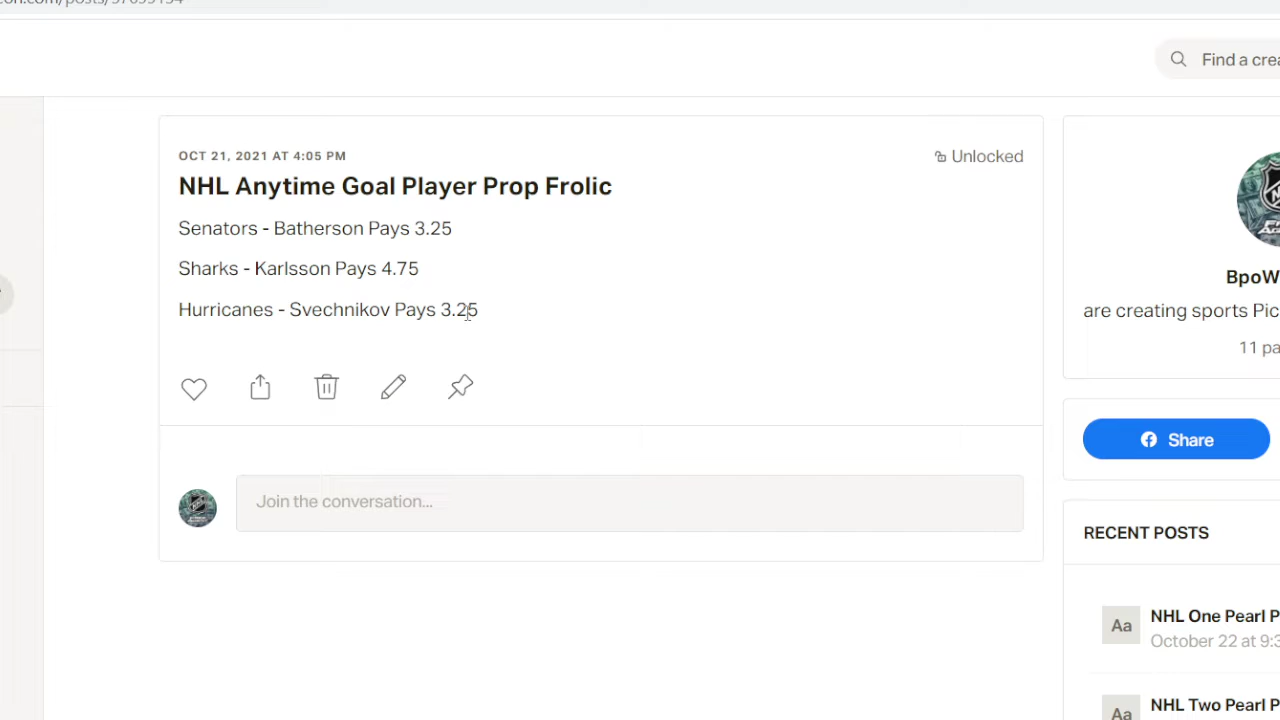 Find a crea
OCT 21, 2021 AT 4:05 PM
Unlocked
NHL Anytime Goal Player Prop Frolic
Senators - Batherson Pays 3.25
Sharks - Karlsson Pays 4.75
Hurricanes - Svechnikov Pays 3.25
Join the conversation...
BpoW
are creating sports Pic
11 pa
Share
RECENT POSTS
Aa
NHL One Pearl P
October 22 at 9:3
Aa
NHL Two Pearl P